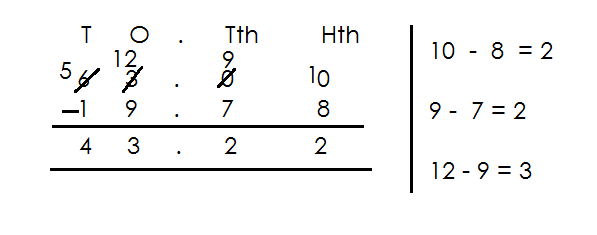 T O . Tth Hth
5 12 9
6 3 . 0 10
–1 9 . 7 8
4 3 . 2 2
10 - 8 = 2
9 - 7 = 2
12 - 9 = 3